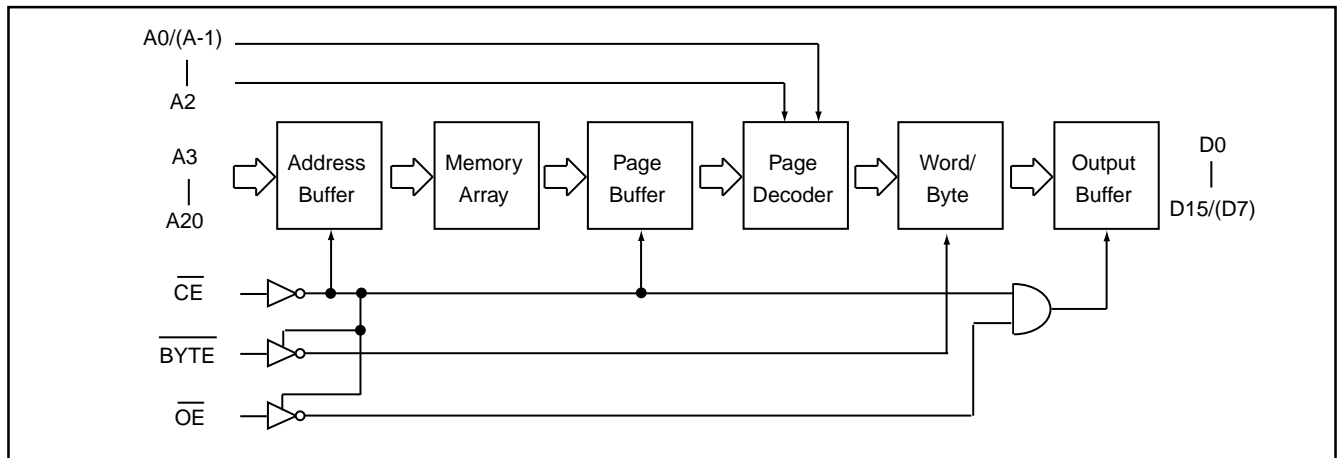 A0/(A-1)
A2
A3
A20
Address
Buffer
Memory
Array
Page
Buffer
Page
Decoder
Word/
Byte
Output
Buffer
D0
D15/(D7)
CE
BYTE
OE